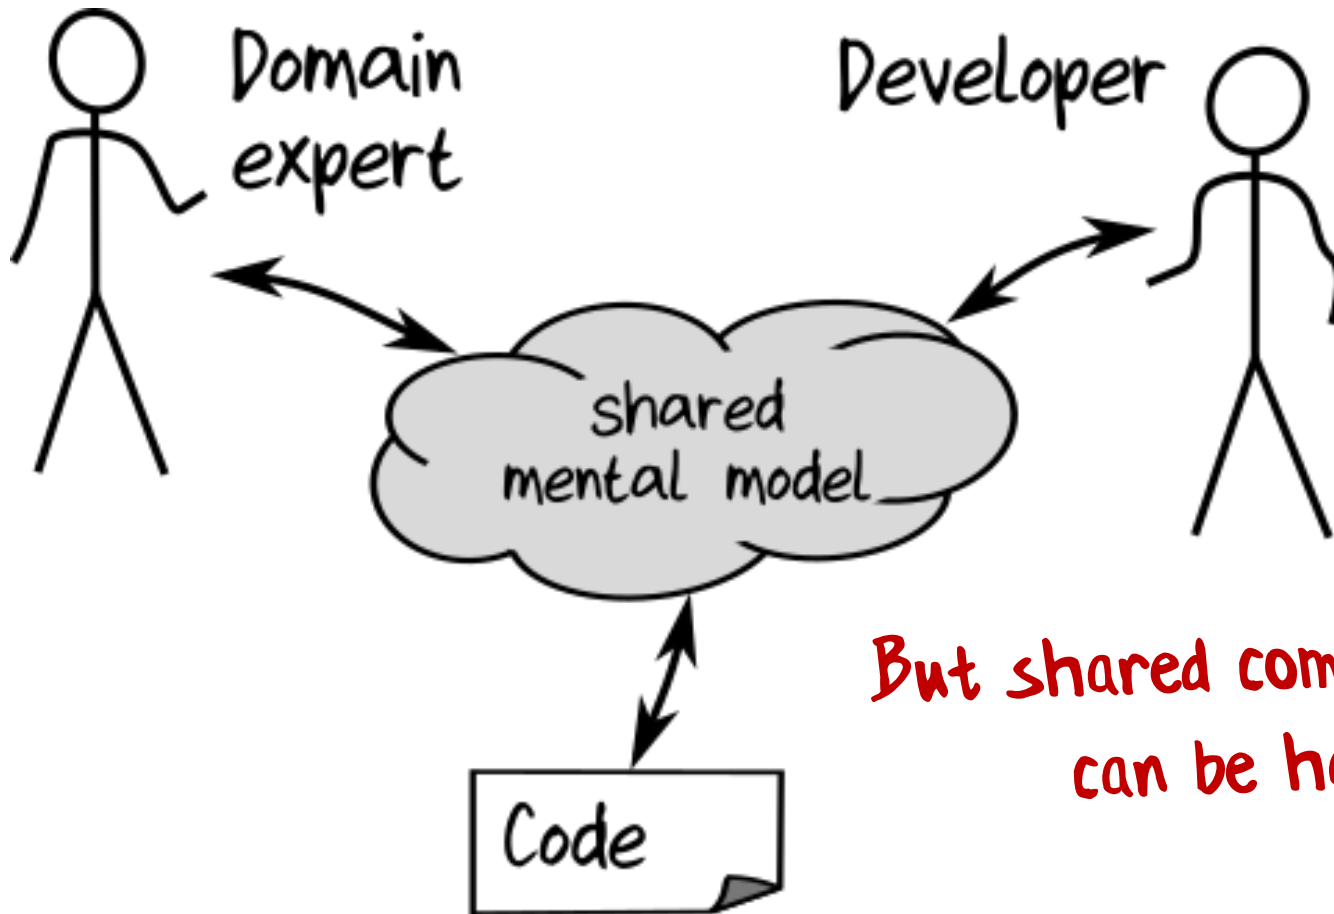 Domain
expert
Developer
shared
mental model
But shared
can be
Code